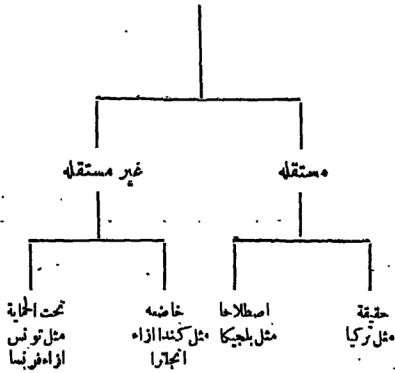 مستقله
غير مستقله
حقيقة
مثل تركيا
اصطلاحا
مثل بلجيكا
خاضعه
مثل كندا ازاء
انجلترا
تحت الحماية
مثل تونس
ازاء فرنسا